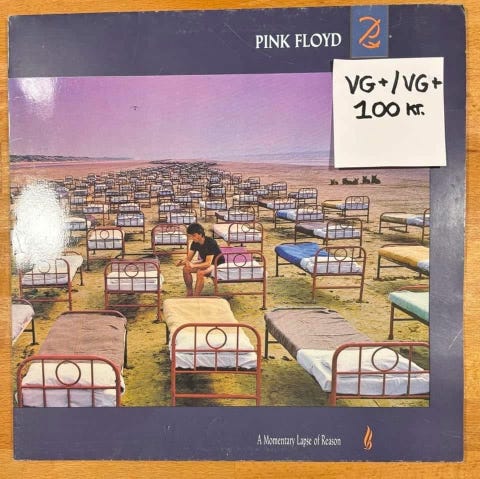 PINK FLOYD
VG+/VG+
100 KR.
A Momentary Lapse of Reason